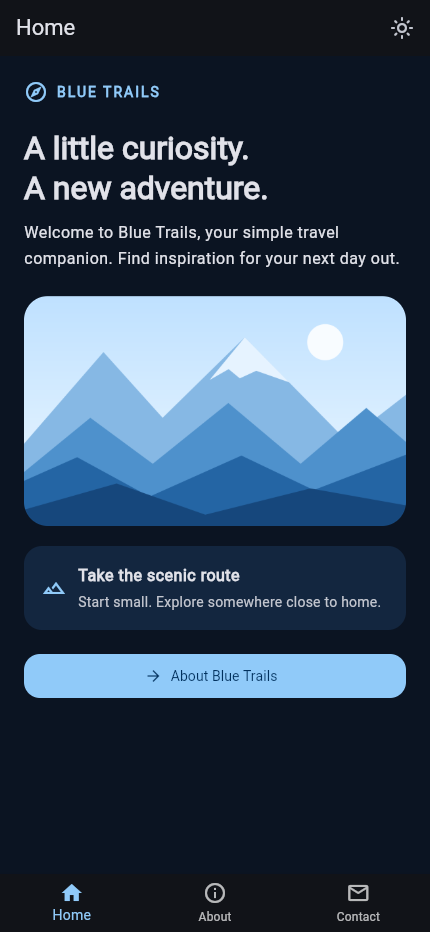 Home
BLUE TRAILS
A little curiosity.
A new adventure.
Welcome to Blue Trails, your simple travel
companion. Find inspiration for your next day out.
Take the scenic route
Start small. Explore somewhere close to home.
About Blue Trails
Home
About
Contact